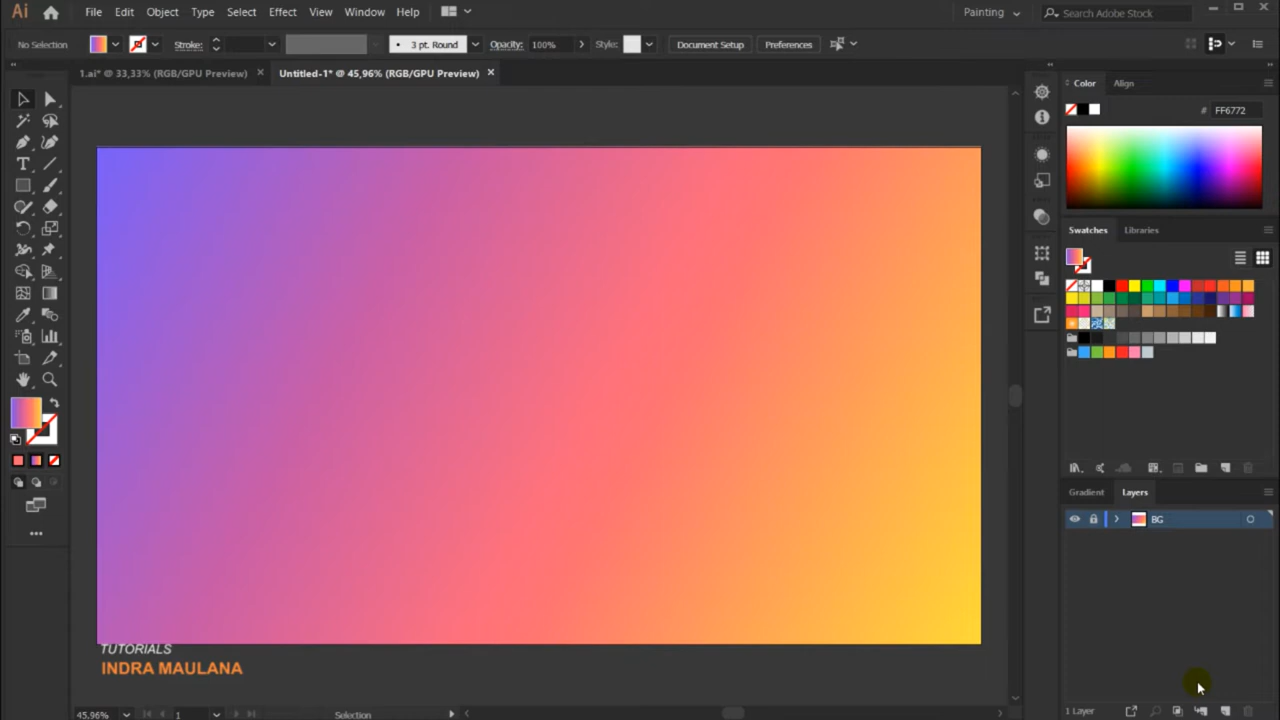 Ai File Edit Object Type Select Effect View Window Help Painting Search Adobe Stock
No Selection Stroke: 3 pt. Round Opacity: 100% Style: Document Setup Preferences
1.ai* @ 33,33% (RGB/GPU Preview) Untitled-1* @ 45,96% (RGB/GPU Preview)
Color Align
# FF6772
Swatches Libraries
Gradient Layers
BG
TUTORIALS
INDRA MAULANA
1 Layer
45,96% 1 Selection